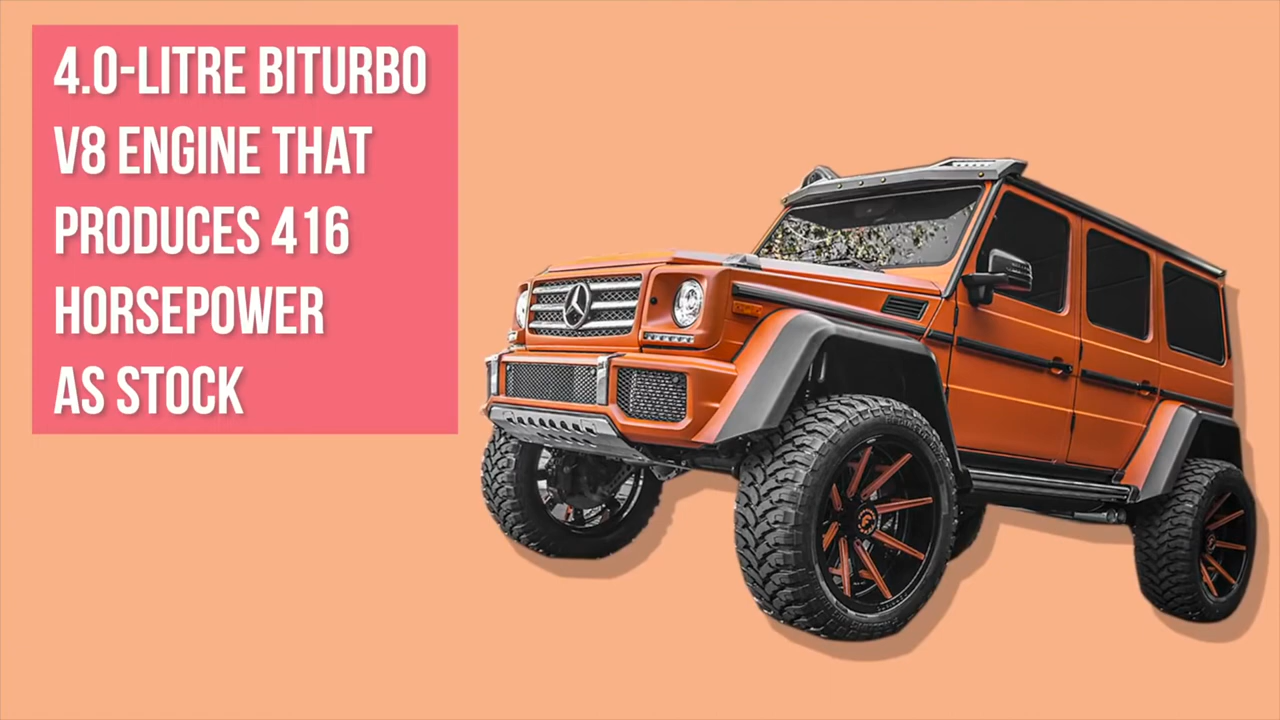 4.0-LITRE BITURBO
V8 ENGINE THAT
PRODUCES 416
HORSEPOWER
AS STOCK